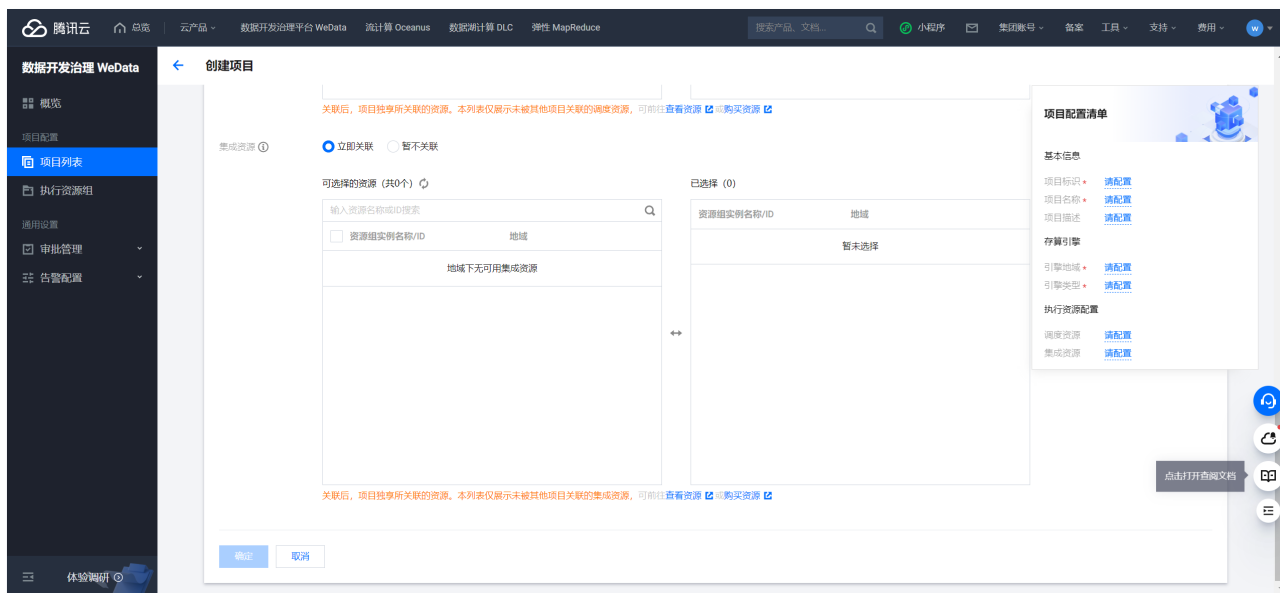 腾讯云 总览 云产品 数据开发治理平台 WeData 流计算 Oceanus 数据湖计算 DLC 弹性 MapReduce 搜索产品、文档... 小程序 集团账号 备案 工具 支持 费用 w
数据开发治理 WeData
概览
项目配置
项目列表
执行资源组
通用设置
审批管理
告警配置
体验调研
创建项目
关联后，项目独享所关联的资源。本列表仅展示未被其他项目关联的调度资源，可前往查看资源 或购买资源
集成资源 立即关联 暂不关联
可选择的资源（共0个） 已选择（0）
输入资源名称或ID搜索
资源组实例名称/ID 地域
地域下无可用集成资源
资源组实例名称/ID 地域
暂未选择
关联后，项目独享所关联的资源。本列表仅展示未被其他项目关联的集成资源，可前往查看资源 或购买资源
确定 取消
项目配置清单
基本信息
项目标识* 请配置
项目名称* 请配置
项目描述 请配置
存算引擎
引擎地域* 请配置
引擎类型* 请配置
执行资源配置
调度资源 请配置
集成资源 请配置
点击打开查阅文档